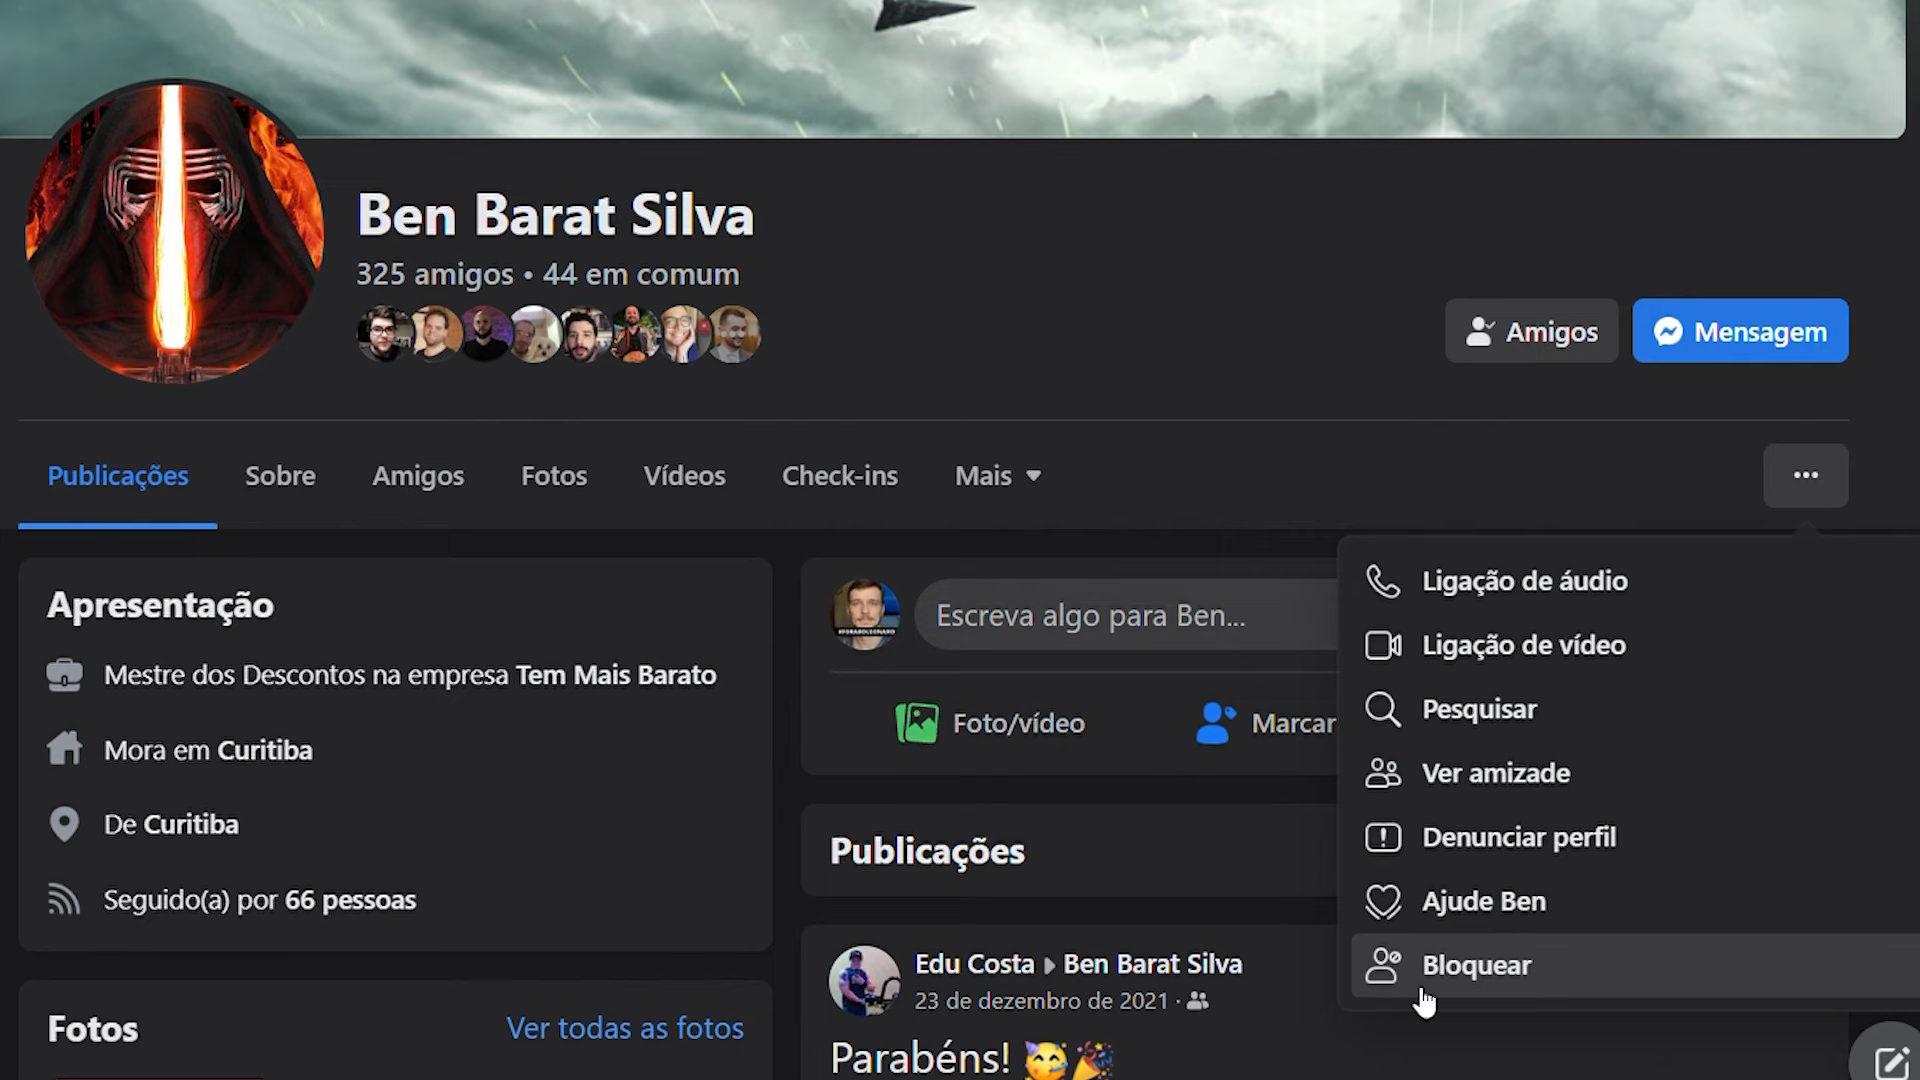 Ben Barat Silva
325 amigos • 44 em comum
Amigos
Mensagem
Publicações
Sobre
Amigos
Fotos
Vídeos
Check-ins
Mais
Apresentação
Mestre dos Descontos na empresa Tem Mais Barato
Mora em Curitiba
De Curitiba
Seguido(a) por 66 pessoas
Fotos
Ver todas as fotos
Escreva algo para Ben...
#FORABOLSONARO
Foto/vídeo
Marcar
Publicações
Edu Costa ▸ Ben Barat Silva
23 de dezembro de 2021 ·
Parabéns! 🥳🎉
Ligação de áudio
Ligação de vídeo
Pesquisar
Ver amizade
Denunciar perfil
Ajude Ben
Bloquear